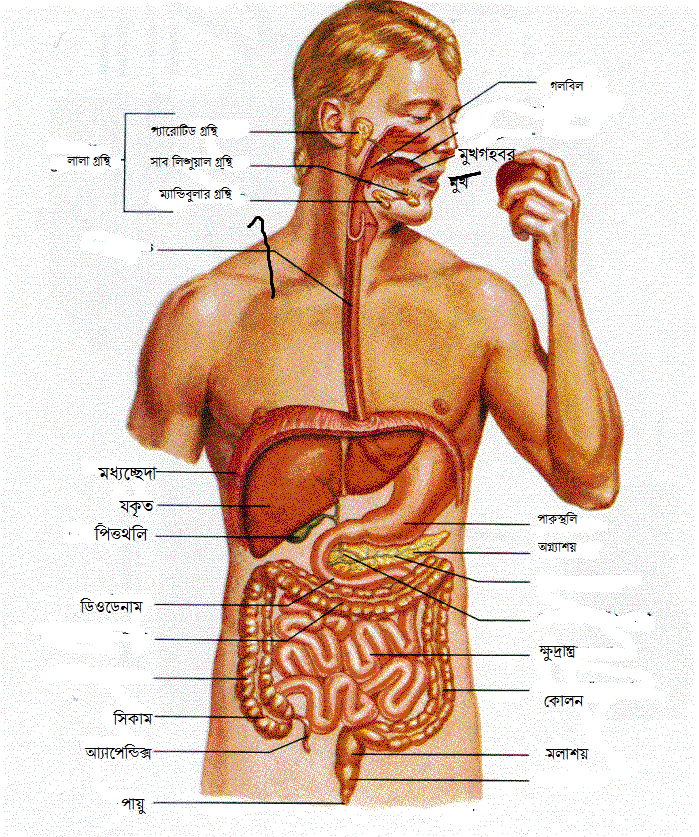 গলবিল
প্যারোটিড গ্রন্থি
লালা গ্রন্থি
সাব লিঙ্গুয়াল গ্রন্থি
মুখগহবর
মুখ
ম্যান্ডিবুলার গ্রন্থি
মধ্যচ্ছেদা
যকৃত
পিত্তথলি
পাকস্থলি
অগ্ন্যাশয়
ডিওডেনাম
ক্ষুদ্রান্ত্র
কোলন
সিকাম
অ্যাপেন্ডিক্স
মলাশয়
পায়ু